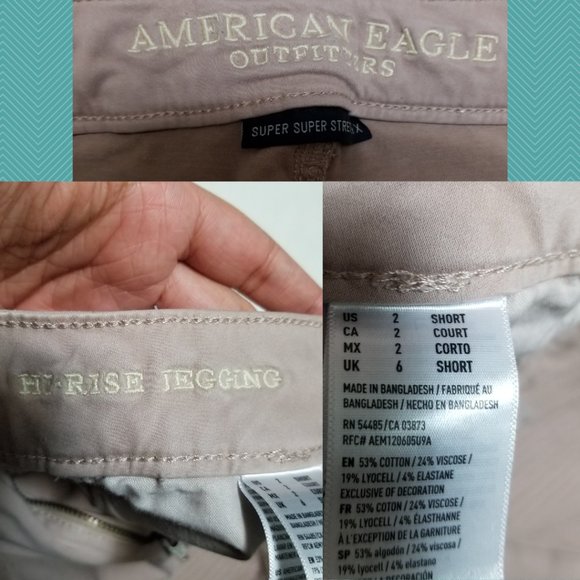 AMERICAN EAGLE
OUTFITTERS
SUPER SUPER STRETCH
HI-RISE JEGGING
US 2 SHORT
CA 2 COURT
MX 2 CORTO
UK 6 SHORT
MADE IN BANGLADESH / FABRIQUÉ AU
BANGLADESH / HECHO EN BANGLADESH
RN 54485/CA 03873
RFC# AEM120605U9A
EN 53% COTTON / 24% VISCOSE /
19% LYOCELL / 4% ELASTANE
EXCLUSIVE OF DECORATION
FR 53% COTON / 24% VISCOSE /
19% LYOCELL / 4% ÉLASTHANNE
À L'EXCEPTION DE LA GARNITURE
SP 53% algodón / 24% viscosa /
19% lyocell / 4% elastano